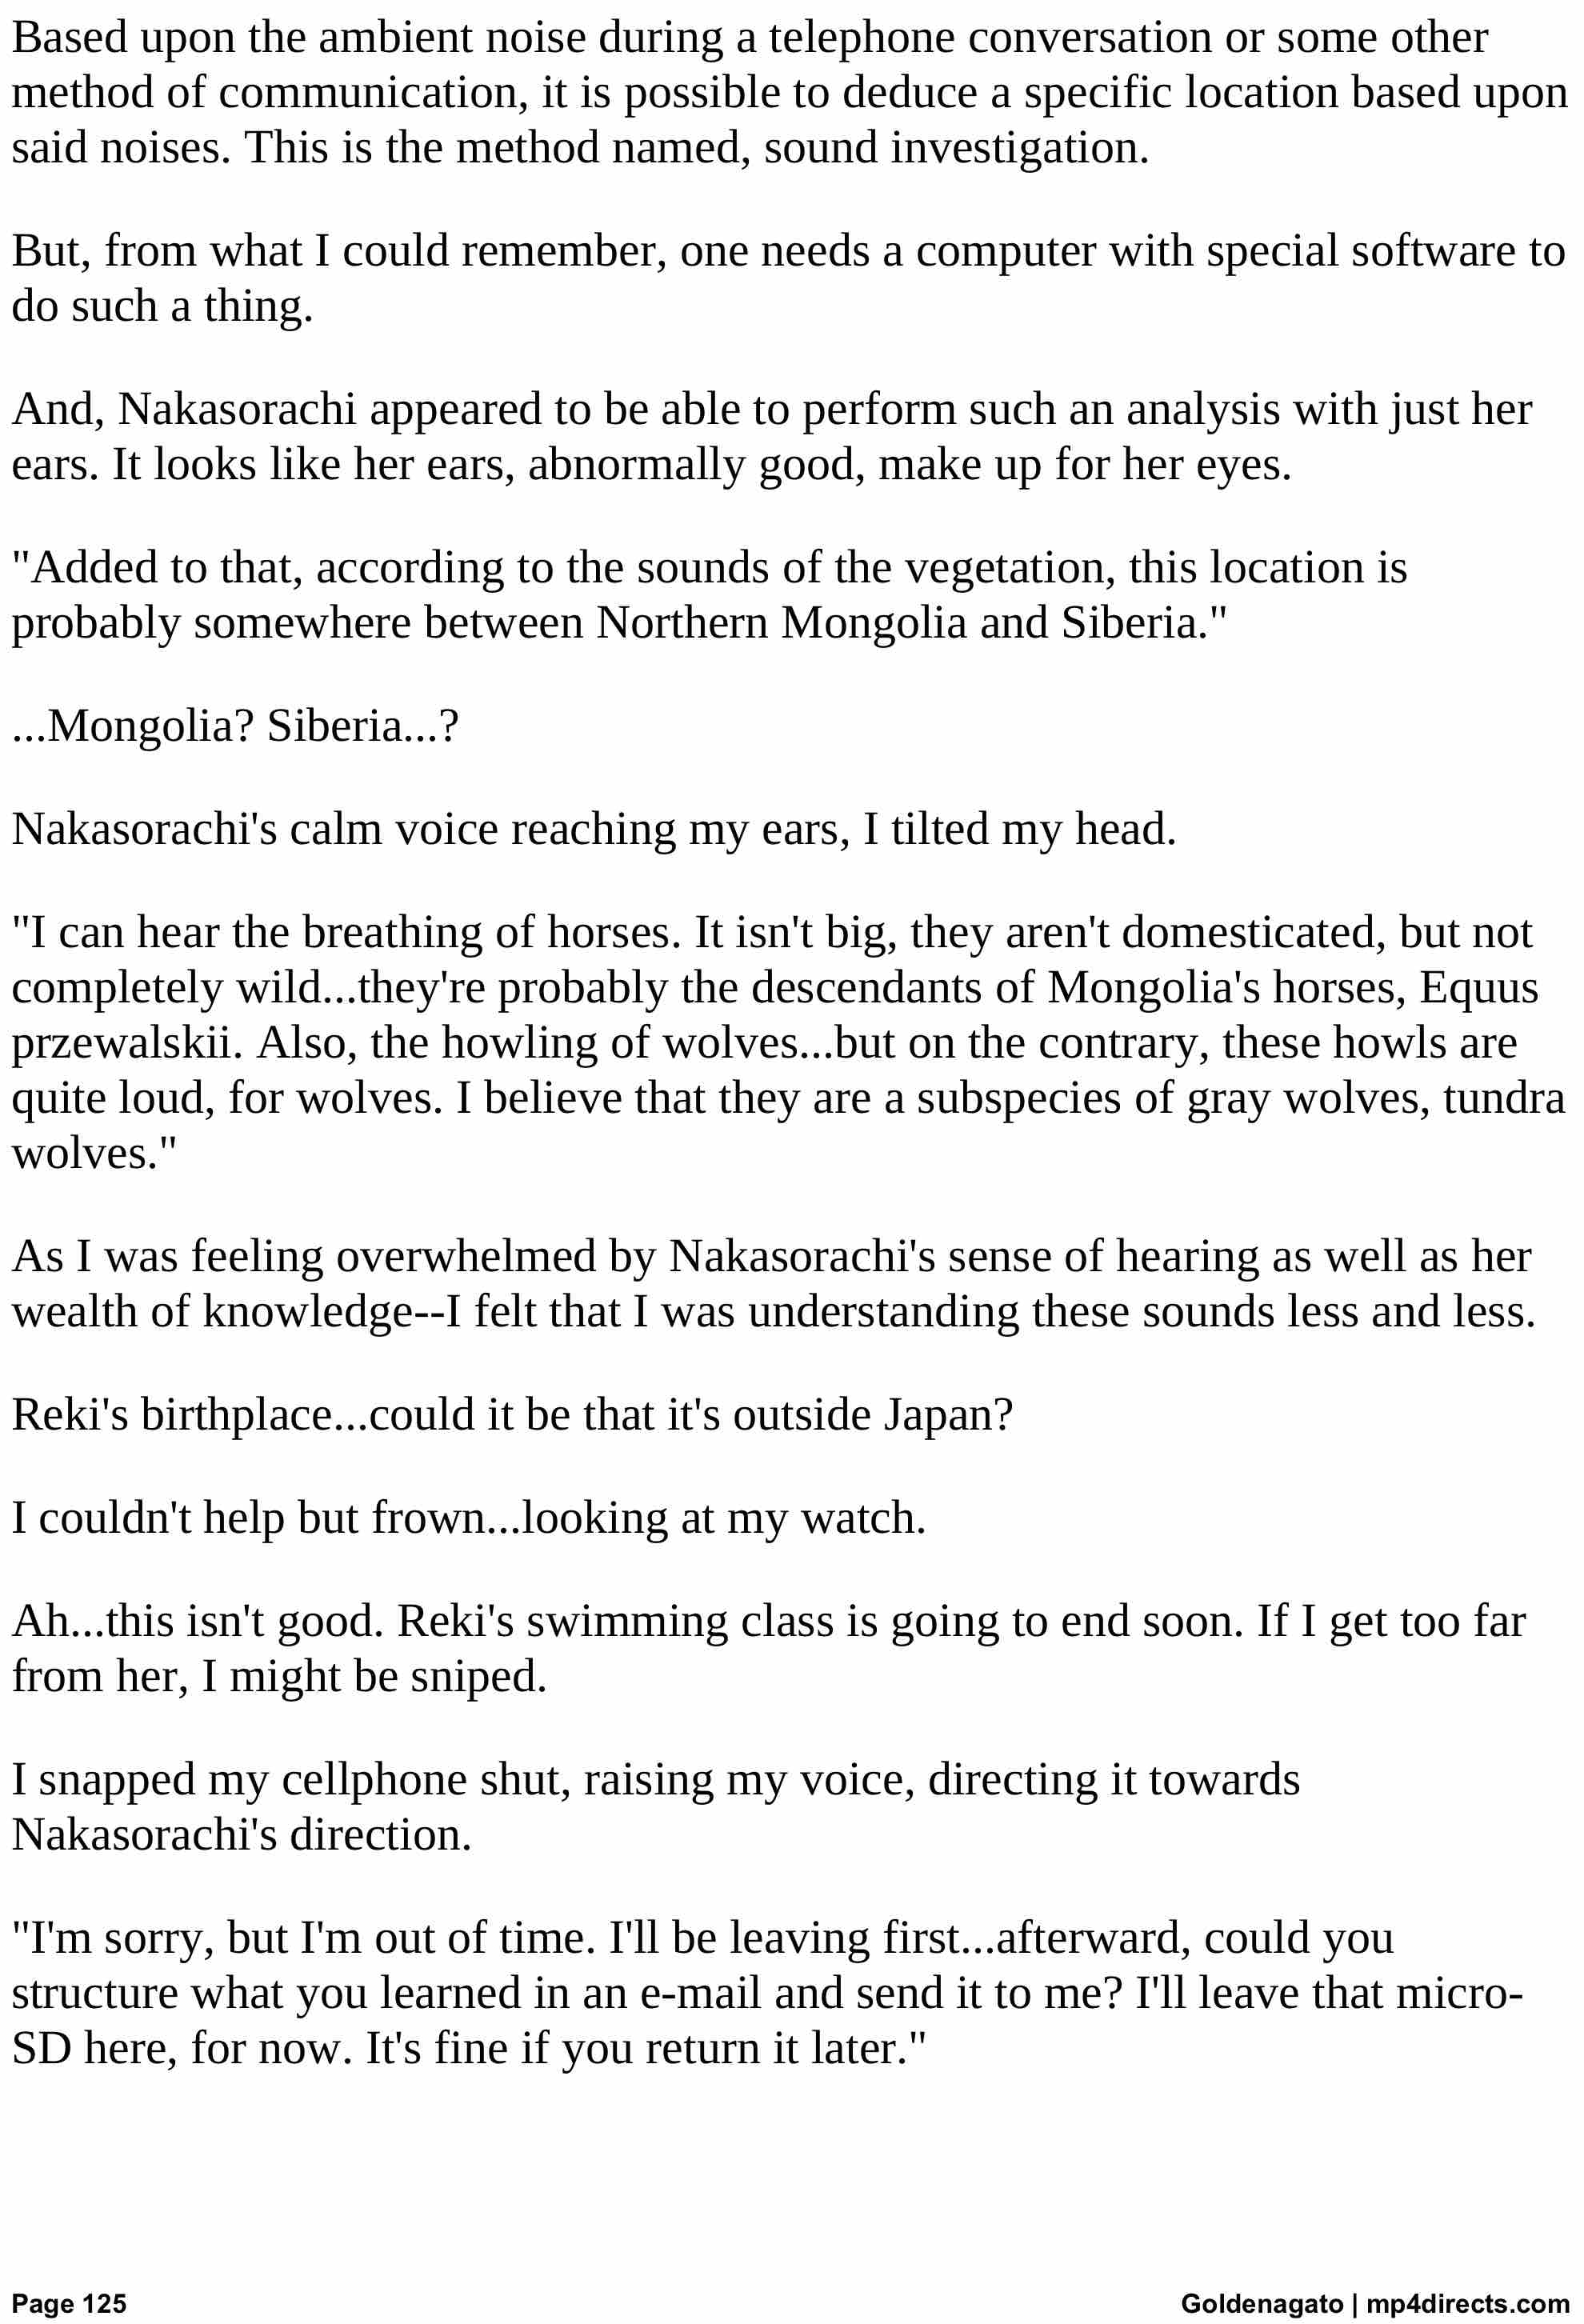 Based upon the ambient noise during a telephone conversation or some other
method of communication, it is possible to deduce a specific location based upon
said noises. This is the method named, sound investigation.
But, from what I could remember, one needs a computer with special software to
do such a thing.
And, Nakasorachi appeared to be able to perform such an analysis with just her
ears. It looks like her ears, abnormally good, make up for her eyes.
"Added to that, according to the sounds of the vegetation, this location is
probably somewhere between Northern Mongolia and Siberia."
...Mongolia? Siberia...?
Nakasorachi's calm voice reaching my ears, I tilted my head.
"I can hear the breathing of horses. It isn't big, they aren't domesticated, but not
completely wild...they're probably the descendants of Mongolia's horses, Equus
przewalskii. Also, the howling of wolves...but on the contrary, these howls are
quite loud, for wolves. I believe that they are a subspecies of gray wolves, tundra
wolves."
As I was feeling overwhelmed by Nakasorachi's sense of hearing as well as her
wealth of knowledge--I felt that I was understanding these sounds less and less.
Reki's birthplace...could it be that it's outside Japan?
I couldn't help but frown...looking at my watch.
Ah...this isn't good. Reki's swimming class is going to end soon. If I get too far
from her, I might be sniped.
I snapped my cellphone shut, raising my voice, directing it towards
Nakasorachi's direction.
"I'm sorry, but I'm out of time. I'll be leaving first...afterward, could you
structure what you learned in an e-mail and send it to me? I'll leave that micro-
SD here, for now. It's fine if you return it later."
Page 125
Goldenagato | mp4directs.com